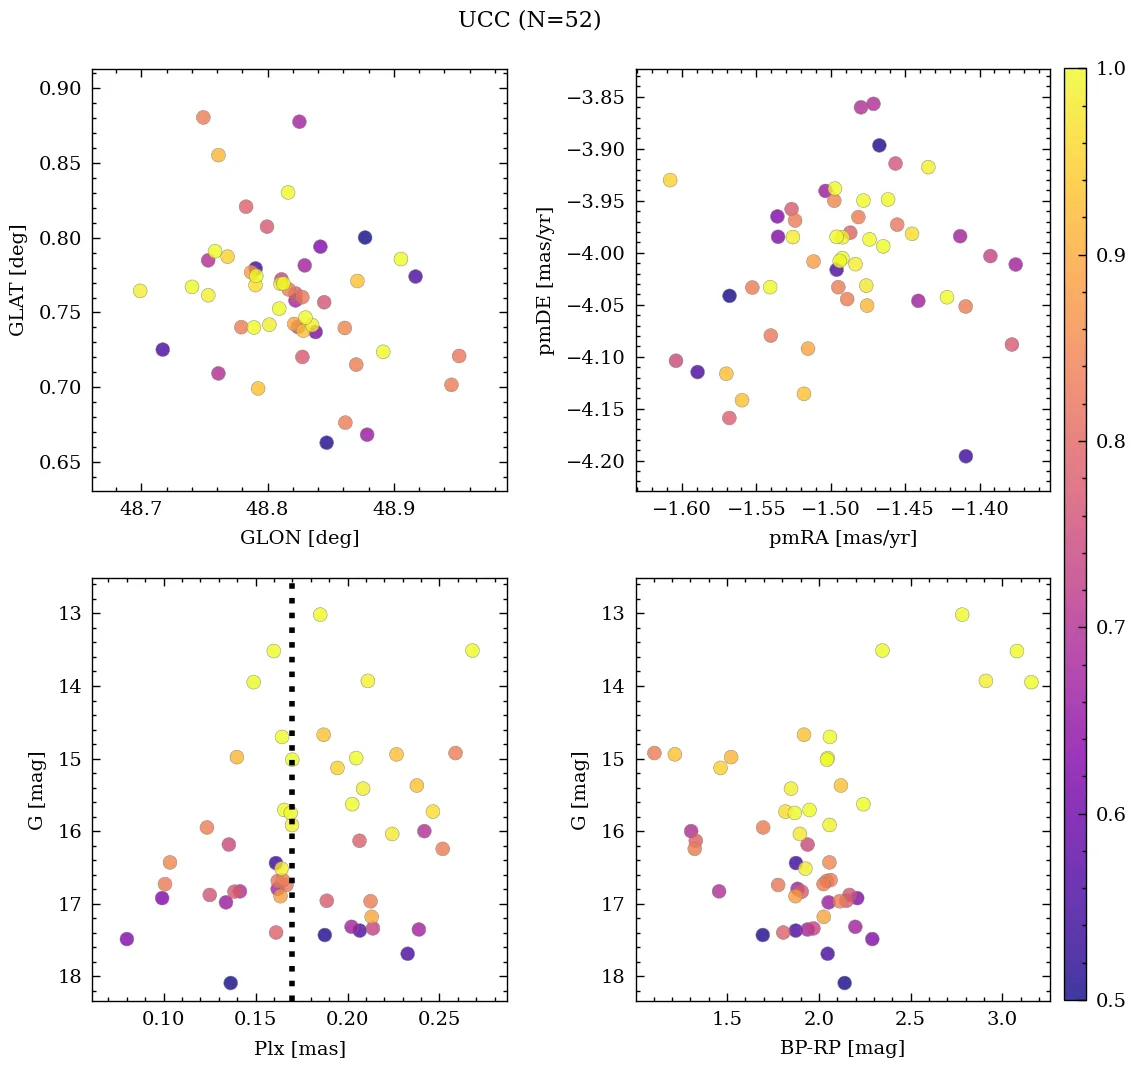 UCC (N=52)
0.90
0.85
0.80
0.75
0.70
0.65
GLAT [deg]
48.7 48.8 48.9
GLON [deg]
−3.85
−3.90
−3.95
−4.00
−4.05
−4.10
−4.15
−4.20
pmDE [mas/yr]
−1.60 −1.55 −1.50 −1.45 −1.40
pmRA [mas/yr]
13
14
15
16
17
18
G [mag]
0.10 0.15 0.20 0.25
Plx [mas]
13
14
15
16
17
18
G [mag]
1.5 2.0 2.5 3.0
BP-RP [mag]
1.0
0.9
0.8
0.7
0.6
0.5